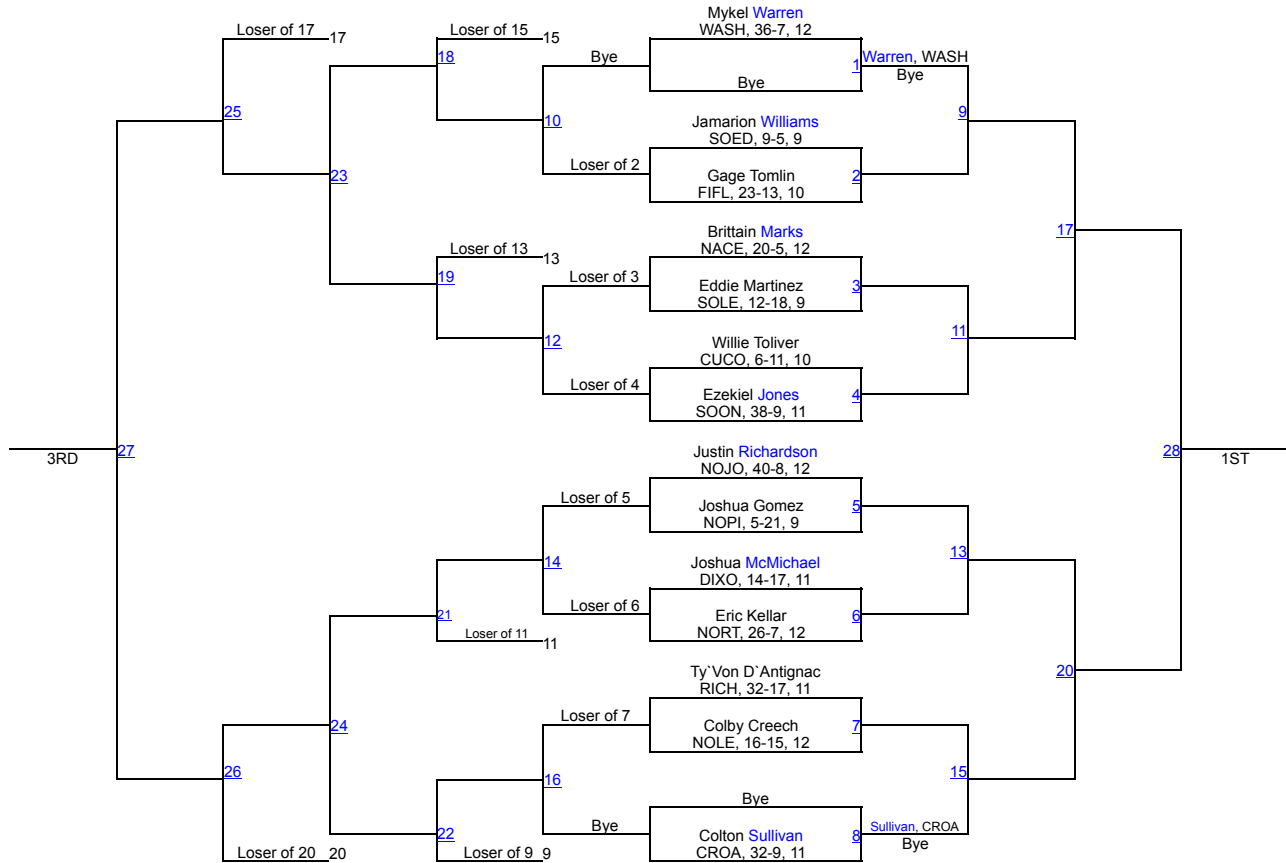 Mykel Warren
WASH, 36-7, 12
Loser of 17 17
Loser of 15 15
18
Bye
1
Warren, WASH
Bye
Bye
25
10
9
Jamarion Williams
SOED, 9-5, 9
Loser of 2
23
Gage Tomlin
2
FIFL, 23-13, 10
Brittain Marks
NACE, 20-5, 12
17
Loser of 13 13
19
Loser of 3
Eddie Martinez
3
SOLE, 12-18, 9
12
11
Willie Toliver
CUCO, 6-11, 10
Loser of 4
Ezekiel Jones
4
SOON, 38-9, 11
3RD
27
Justin Richardson
28
1ST
NOJO, 40-8, 12
Loser of 5
Joshua Gomez
5
NOPI, 5-21, 9
14
13
Joshua McMichael
DIXO, 14-17, 11
Loser of 6
21
Eric Kellar
6
NORT, 26-7, 12
Loser of 11 11
20
Ty`Von D`Antignac
RICH, 32-17, 11
Loser of 7
24
Colby Creech
7
NOLE, 16-15, 12
26
16
15
Bye
Bye
22
Colton Sullivan
8
Sullivan, CROA
Bye
Loser of 20 20
Loser of 9 9
CROA, 32-9, 11